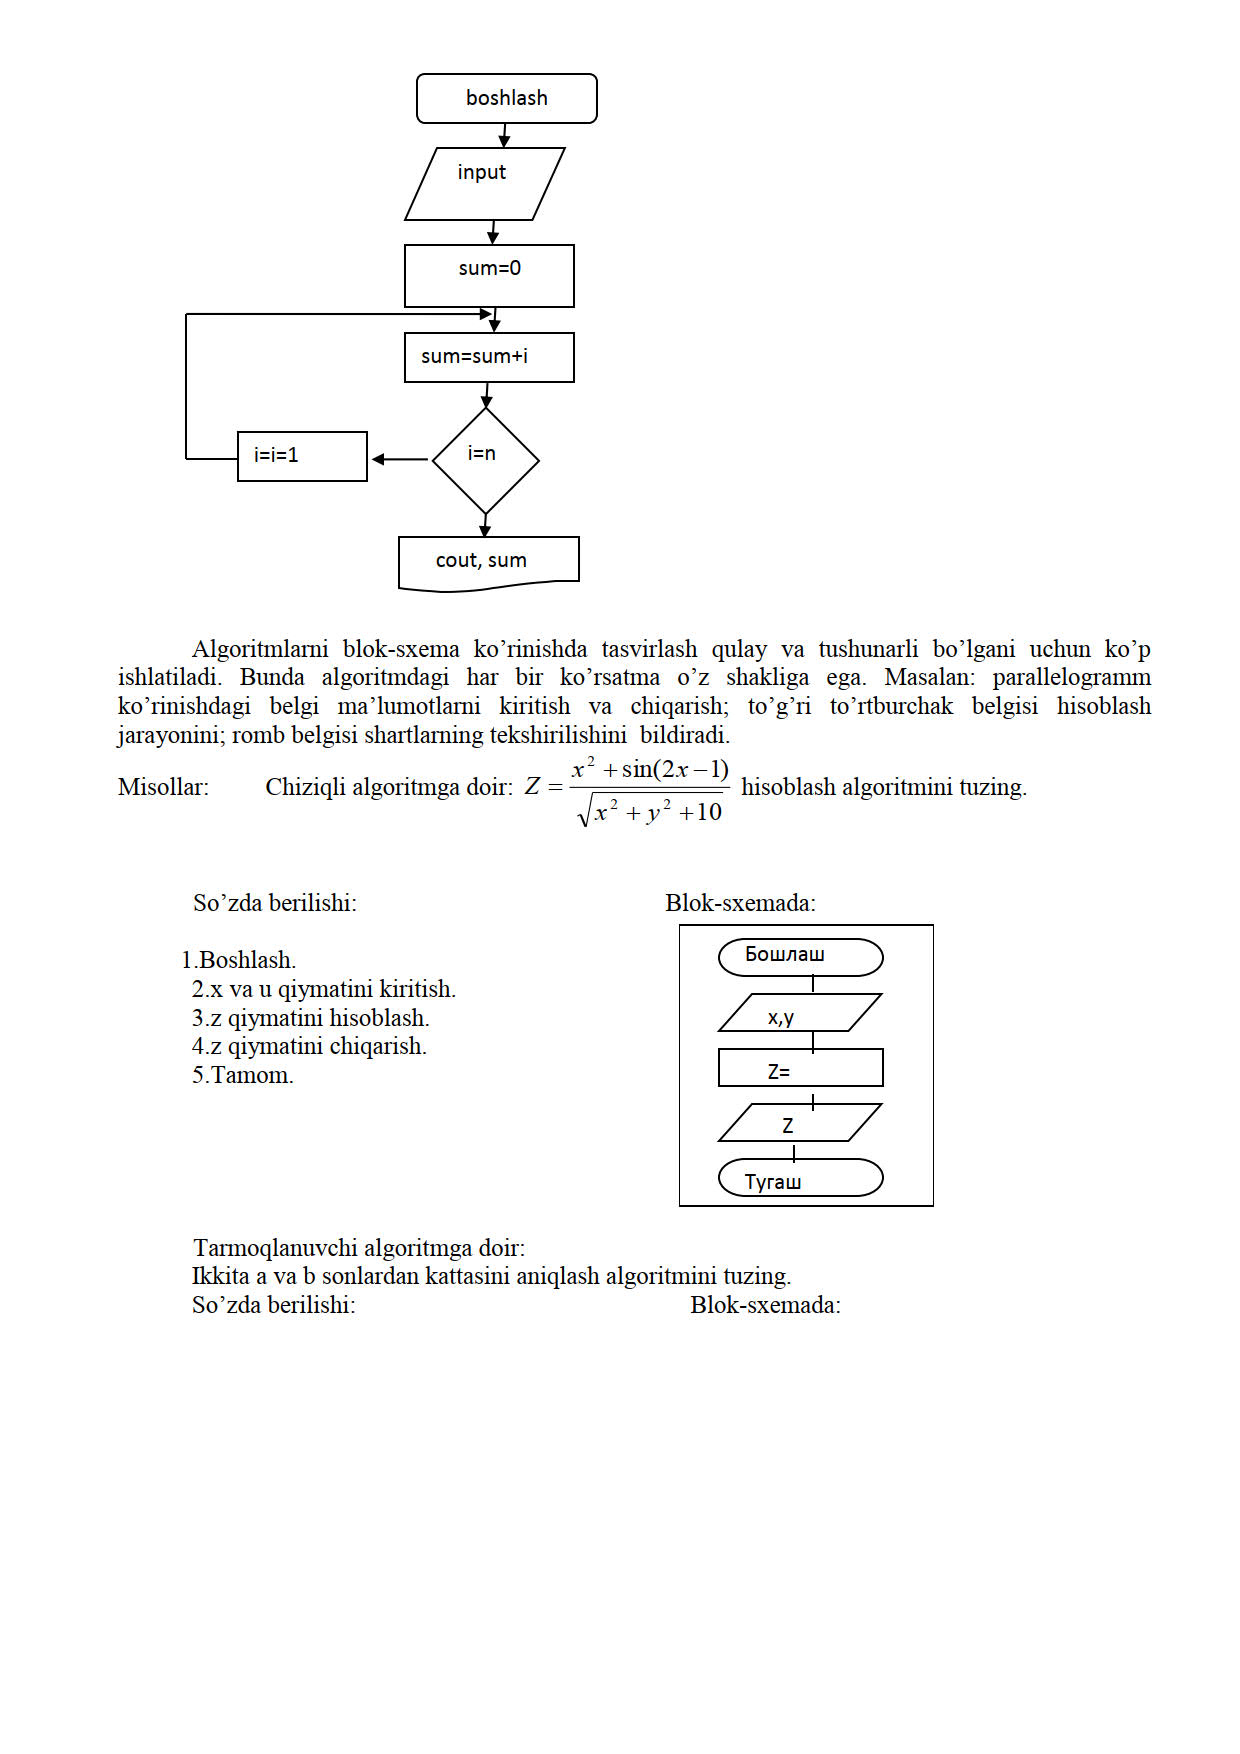 boshlash
input
sum=0
sum=sum+i
i=n
i=i=1
cout, sum
Algoritmlarni blok-sxema ko’rinishda tasvirlash qulay va tushunarli bo’lgani uchun ko’p
ishlatiladi. Bunda algoritmdagi har bir ko’rsatma o’z shakliga ega. Masalan: parallelogramm
ko’rinishdagi belgi ma’lumotlarni kiritish va chiqarish; to’g’ri to’rtburchak belgisi hisoblash
jarayonini; romb belgisi shartlarning tekshirilishini bildiradi.
Misollar: Chiziqli algoritmga doir: Z = (x² + sin(2x − 1)) / √(x² + y² + 10) hisoblash algoritmini tuzing.
So’zda berilishi: Blok-sxemada:
1.Boshlash.
2.x va u qiymatini kiritish.
3.z qiymatini hisoblash.
4.z qiymatini chiqarish.
5.Tamom.
Бошлаш
x,y
Z=
Z
Тугаш
Tarmoqlanuvchi algoritmga doir:
Ikkita a va b sonlardan kattasini aniqlash algoritmini tuzing.
So’zda berilishi: Blok-sxemada: